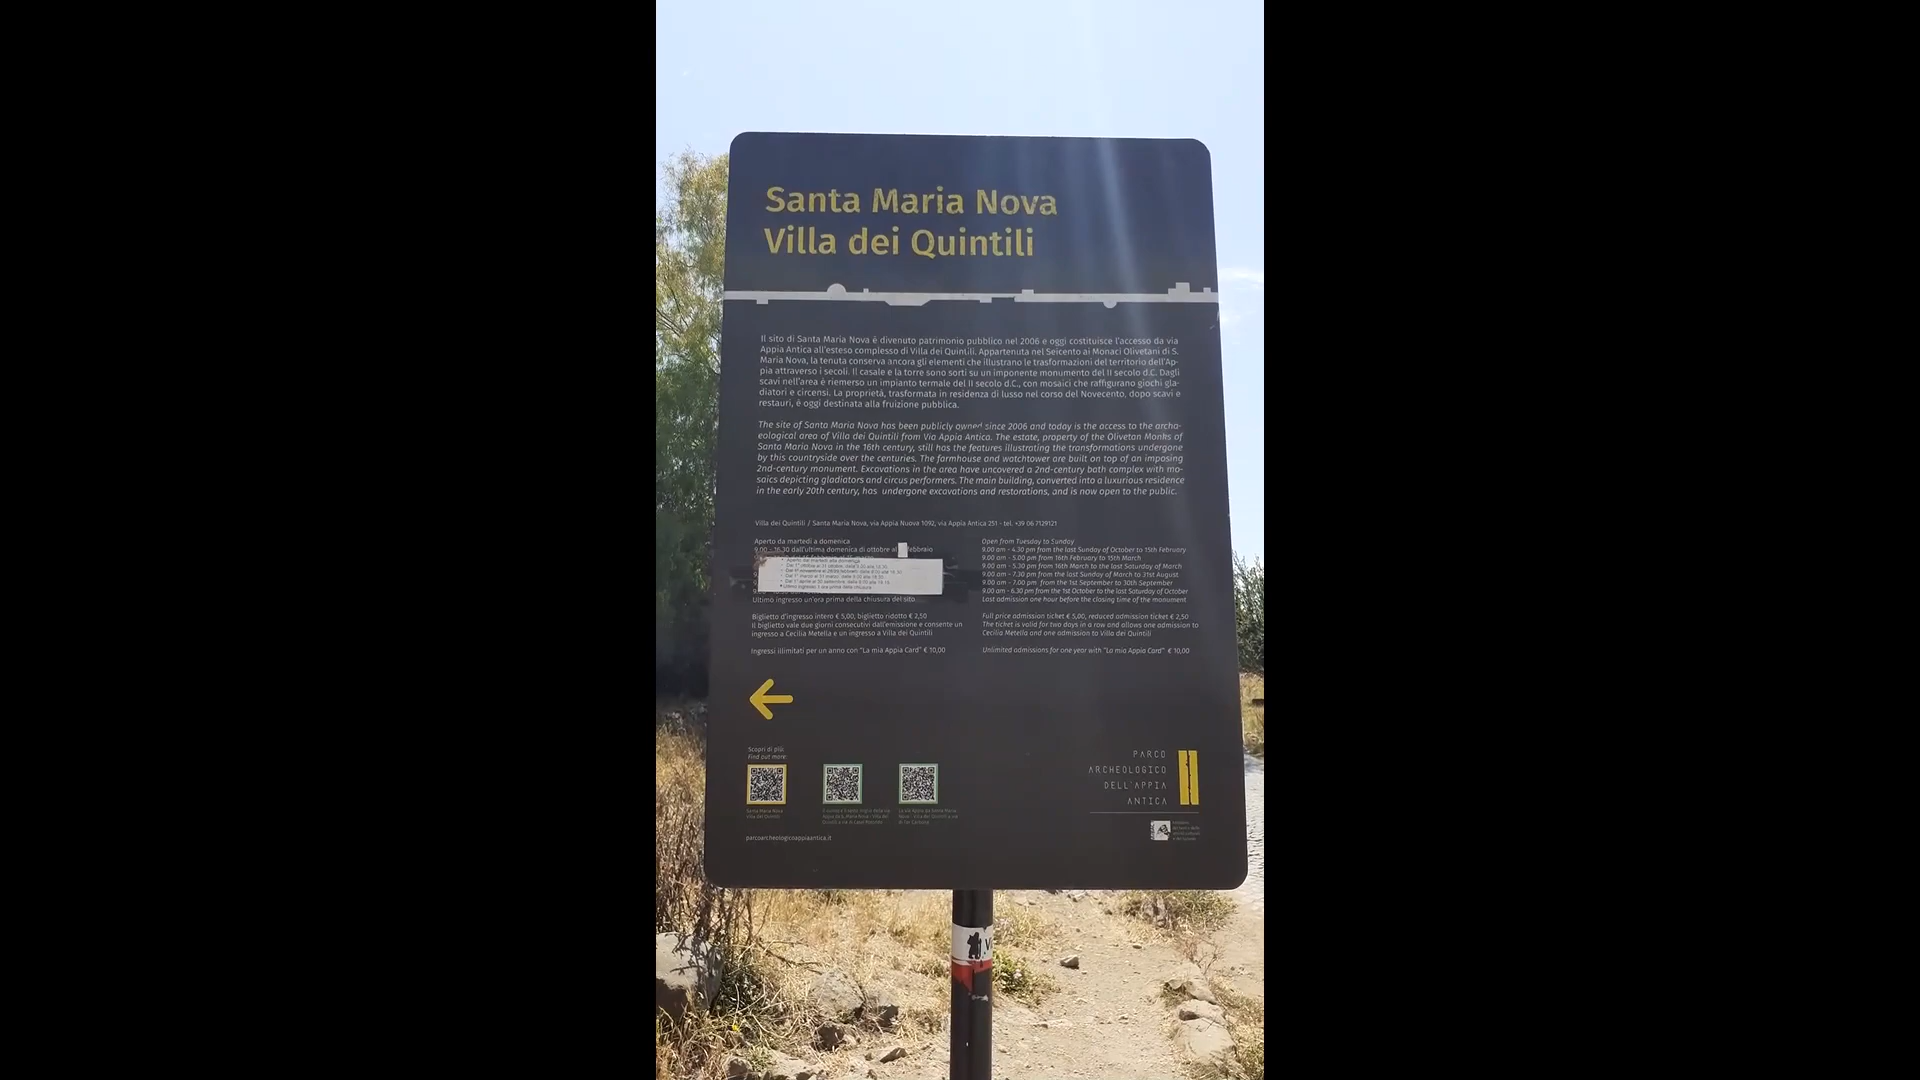 Santa Maria Nova
Villa dei Quintili
Il sito di Santa Maria Nova è divenuto patrimonio pubblico nel 2006 e oggi costituisce l'accesso da via
Appia Antica all'esteso complesso di Villa dei Quintili. Appartenuta nel Seicento ai Monaci Olivetani di S.
Maria Nova, la tenuta conserva ancora gli elementi che illustrano le trasformazioni del territorio dell'Ap-
pia attraverso i secoli. Il casale e la torre sono sorti su un imponente monumento del II secolo d.C. Dagli
scavi nell'area è riemerso un impianto termale del II secolo d.C., con mosaici che raffigurano giochi gla-
diatori e circensi. La proprietà, trasformata in residenza di lusso nel corso del Novecento, dopo scavi e
restauri, è oggi destinata alla fruizione pubblica.
The site of Santa Maria Nova has been publicly owned since 2006 and today is the access to the archa-
eological area of Villa dei Quintili from Via Appia Antica. The estate, property of the Olivetan Monks of
Santa Maria Nova in the 16th century, still has the features illustrating the transformations undergone
by this countryside over the centuries. The farmhouse and watchtower are built on top of an imposing
2nd-century monument. Excavations in the area have uncovered a 2nd-century bath complex with mo-
saics depicting gladiators and circus performers. The main building, converted into a luxurious residence
in the early 20th century, has undergone excavations and restorations, and is now open to the public.
Villa dei Quintili / Santa Maria Nova, via Appia Nuova 1092, via Appia Antica 251 - tel. +39 06 7129121
Aperto da martedì a domenica
9.00 - 16.30 dall'ultima domenica di ottobre al febbraio
Ultimo ingresso un'ora prima della chiusura del sito
Biglietto d'ingresso intero € 5,00, biglietto ridotto € 2,50
Il biglietto vale due giorni consecutivi dall'emissione e consente un
ingresso a Cecilia Metella e un ingresso a Villa dei Quintili
Ingressi illimitati per un anno con "La mia Appia Card" € 10,00
Open from Tuesday to Sunday
9.00 am - 4.30 pm from the last Sunday of October to 15th February
9.00 am - 5.00 pm from 16th February to 15th March
9.00 am - 5.30 pm from 16th March to the last Saturday of March
9.00 am - 7.30 pm from the last Sunday of March to 31st August
9.00 am - 7.00 pm from the 1st September to 30th September
9.00 am - 6.30 pm from the 1st October to the last Saturday of October
Last admission one hour before the closing time of the monument
Full price admission ticket € 5,00, reduced admission ticket € 2,50
The ticket is valid for two days in a row and allows one admission to
Cecilia Metella and one admission to Villa dei Quintili
Unlimited admissions for one year with "La mia Appia Card" € 10,00
Scopri di più:
Find out more:
Santa Maria Nova
Villa dei Quintili
parcoarcheologicoappiaantica.it
PARCO
ARCHEOLOGICO
DELL'APPIA
ANTICA